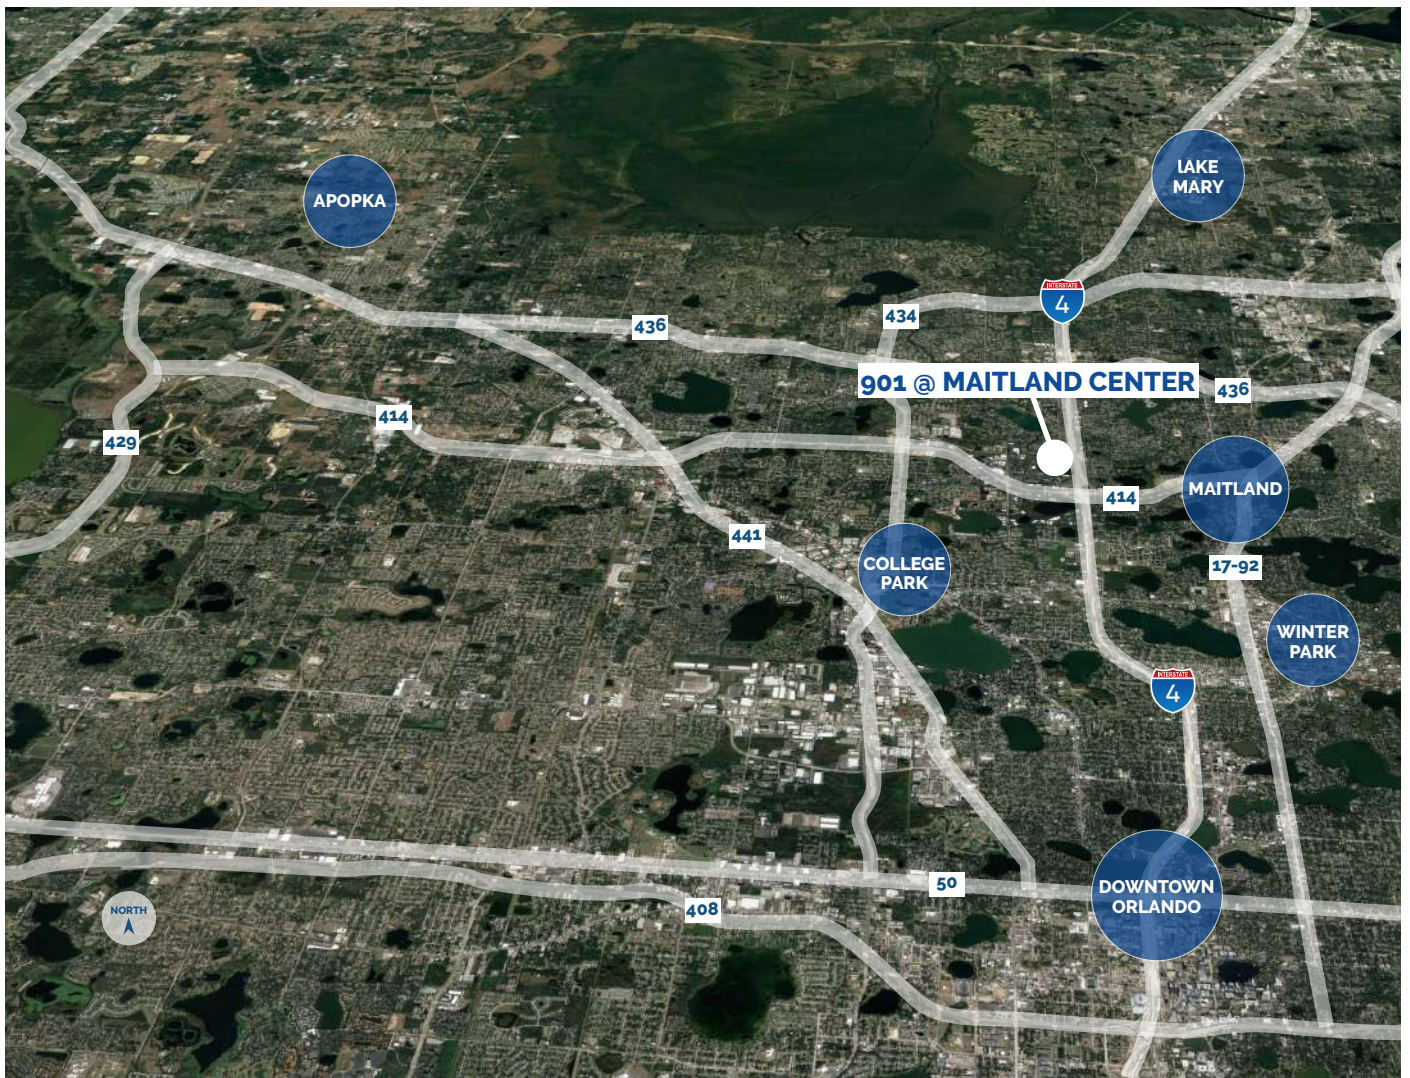 LAKE
MARY
APOPKA
INTERSTATE
4
434
436
901 @ MAITLAND CENTER
436
414
429
MAITLAND
414
441
COLLEGE
PARK
17-92
WINTER
PARK
INTERSTATE
4
50
DOWNTOWN
ORLANDO
408
NORTH